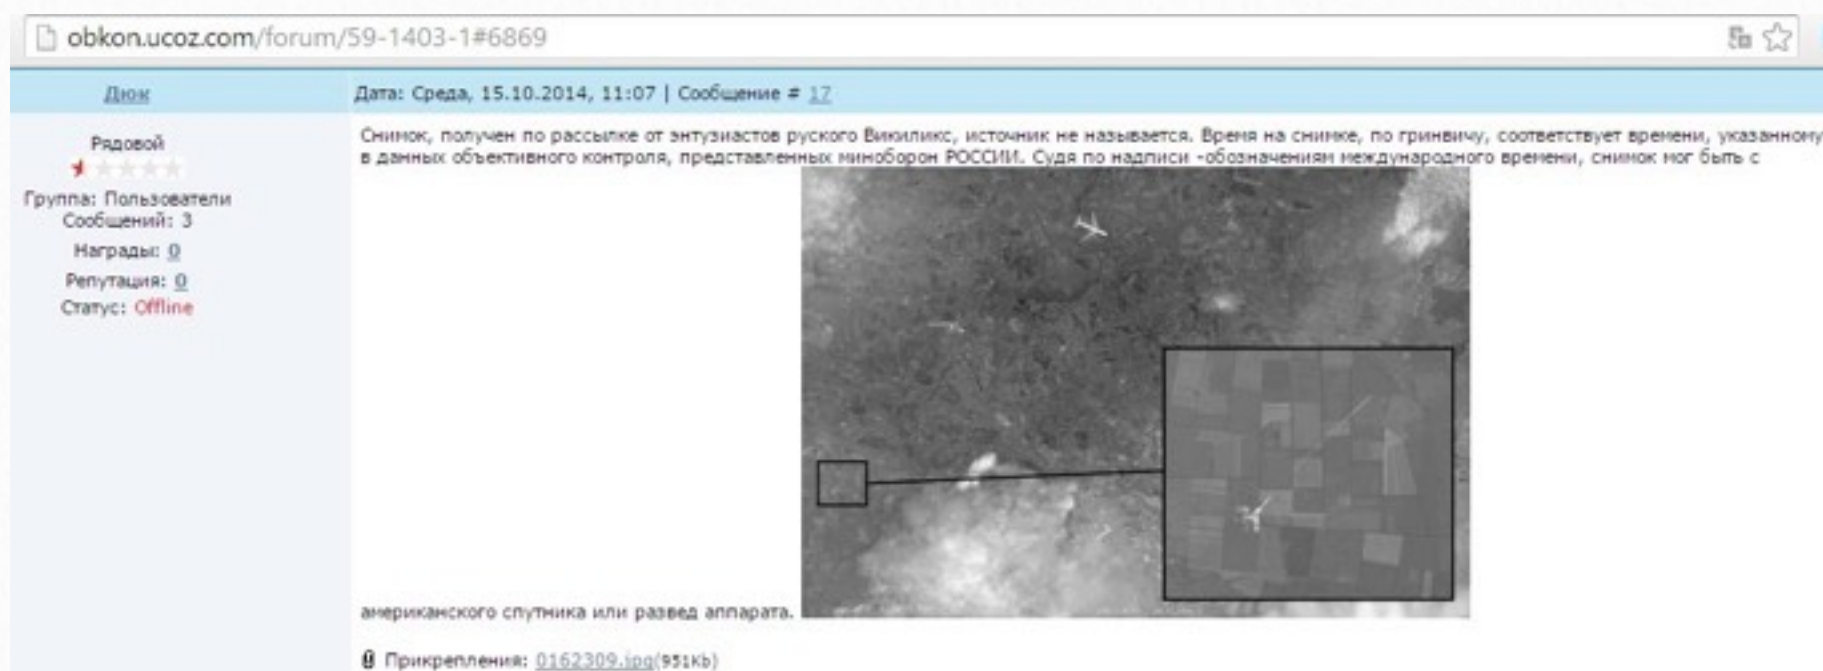 obkon.ucoz.com/forum/59-1403-1#6869
Дюк
Дата: Среда, 15.10.2014, 11:07 | Сообщение # 17
Рядовой
Группа: Пользователи
Сообщений: 3
Награды: 0
Репутация: 0
Статус: Offline
Снимок, получен по рассылке от энтузиастов руского Викиликс, источник не называется. Время на снимке, по гринвичу, соответствует времени, указанному
в данных объективного контроля, представленных миноборон РОССИИ. Судя по надписи -обозначениям международного времени, снимок мог быть с
американского спутника или развед аппарата.
Прикрепления: 0162309.jpg(951Kb)